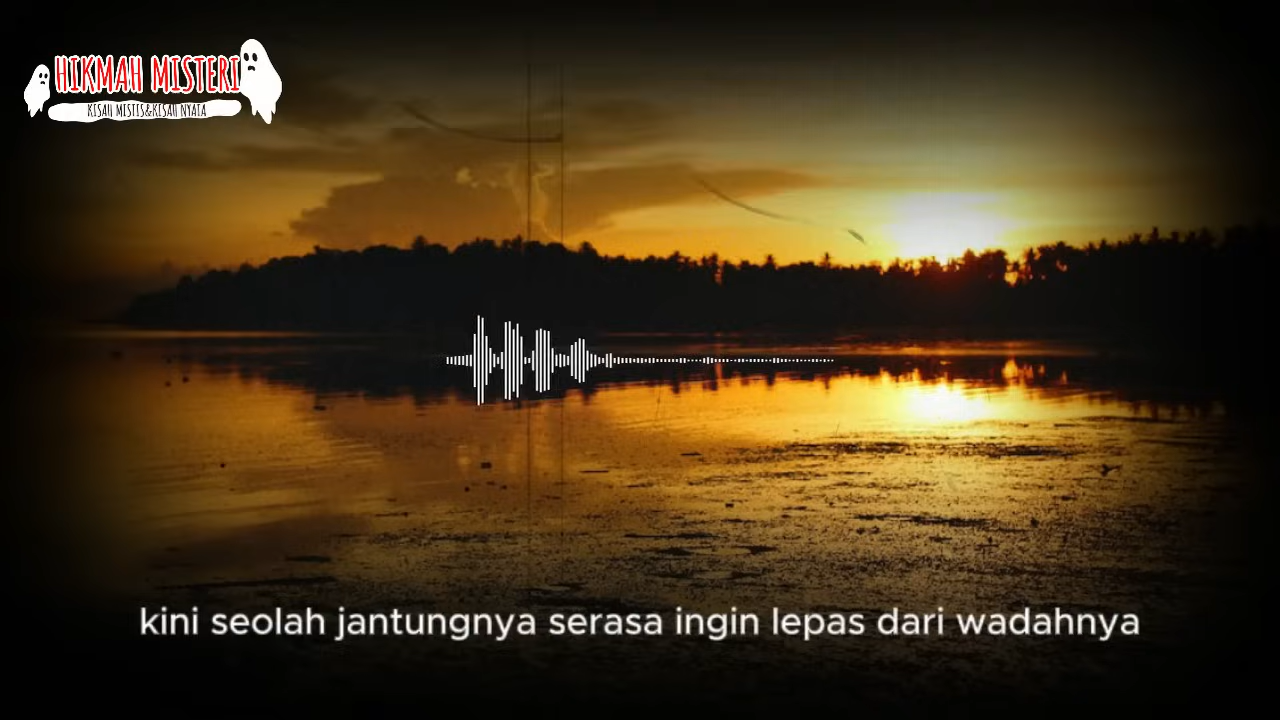 HIKMAH MISTERI
KISAH MISTIS&KISAH NYATA
kini seolah jantungnya serasa ingin lepas dari wadahnya